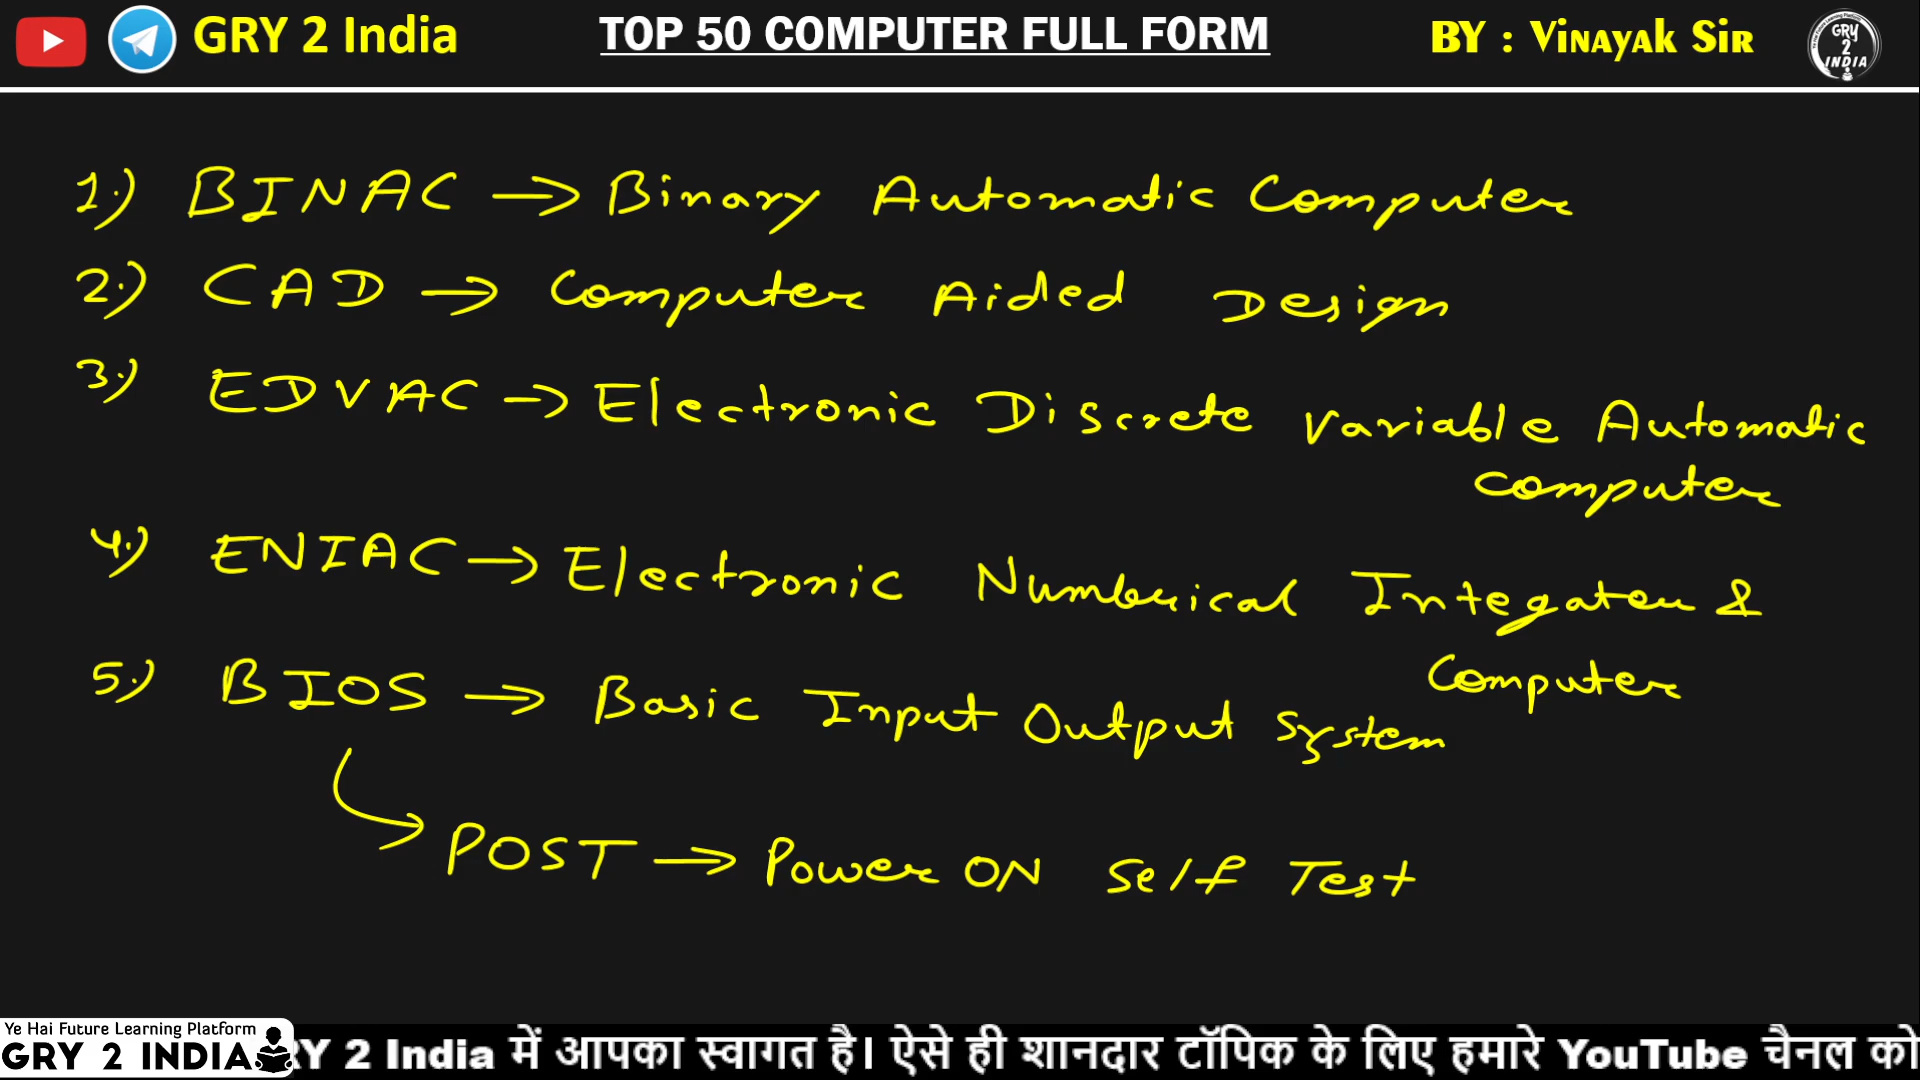 GRY 2 India
TOP 50 COMPUTER FULL FORM
BY : Vinayak Sir
GRY 2 INDIA
1.) BINAC → Binary Automatic Computer
2.) CAD → Computer Aided Design
3.) EDVAC → Electronic Discrete Variable Automatic
Computer
4.) ENIAC → Electronic Numberical Integater &
Computer
5.) BIOS → Basic Input Output System
POST → Power ON Self Test
Ye Hai Future Learning Platform
GRY 2 INDIA
RY 2 India में आपका स्वागत है। ऐसे ही शानदार टॉपिक के लिए हमारे YouTube चैनल को